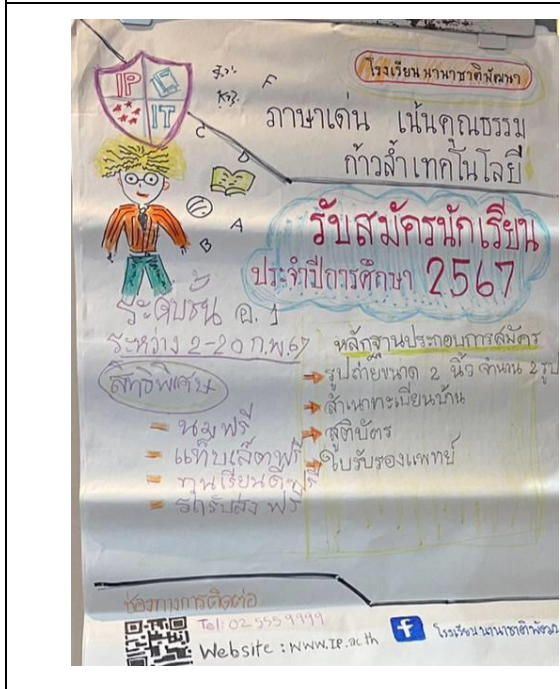 IP
IT
โรงเรียนนานาชาติพัฒนา
ภาษาเด่น เน้นคุณธรรม
ก้าวล้ำเทคโนโลยี
F
C
D
A
B
รับสมัครนักเรียน
ประจำปีการศึกษา 2567
ระดับชั้น อ. 1
ระหว่าง 2-20 ก.พ. 67
สิทธิพิเศษ
นมฟรี
แท็บเล็ตฟรี
ทุนเรียนดีฟรี
รถรับส่งฟรี
หลักฐานประกอบการสมัคร
รูปถ่ายขนาด 2 นิ้ว จำนวน 2 รูป
สำเนาทะเบียนบ้าน
สูติบัตร
ใบรับรองแพทย์
ช่องทางการติดต่อ
Tel: 02 555 9999
Website : www.IP.ac.th
f โรงเรียนนานาชาติพัฒนา